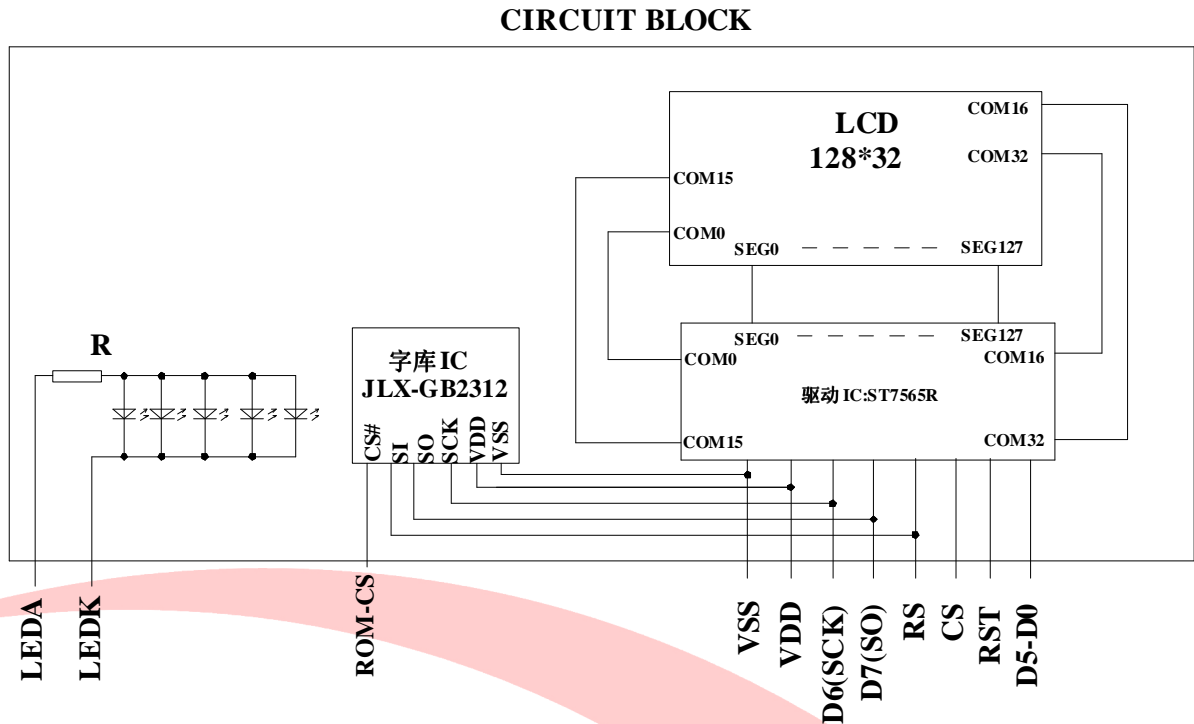 CIRCUIT BLOCK
LCD
128*32
COM16
COM32
COM15
COM0
SEG0
SEG127
SEG0
SEG127
COM0
COM16
驱动IC:ST7565R
COM15
COM32
R
字库IC
JLX-GB2312
CS#
SI
SO
SCK
VDD
VSS
LEDA
LEDK
ROM-CS
VSS
VDD
D6(SCK)
D7(SO)
RS
CS
RST
D5-D0